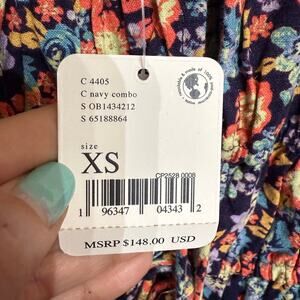 C 4405
C navy combo
S OB1434212
S 65188864
size
XS
CP2528 0008
1 96347 04343 2
MSRP $148.00 USD